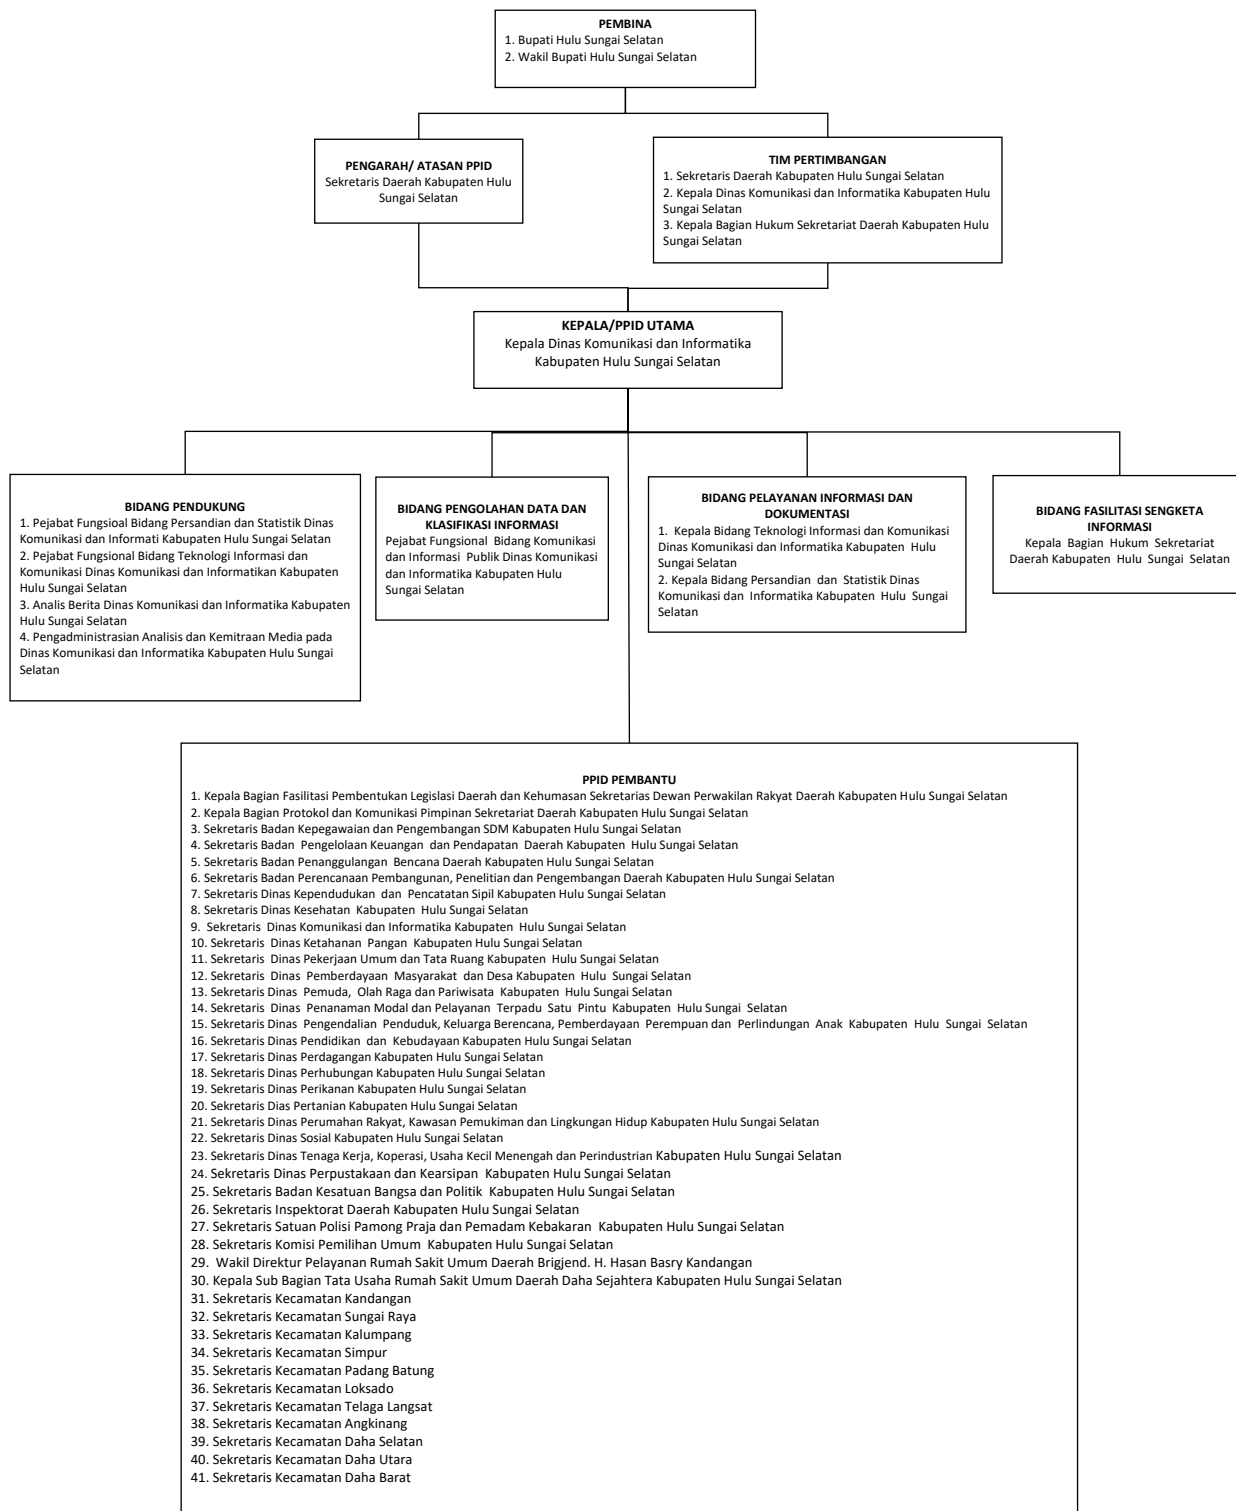 PEMBINA
1. Bupati Hulu Sungai Selatan
2. Wakil Bupati Hulu Sungai Selatan
PENGARAH/ ATASAN PPID
Sekretaris Daerah Kabupaten Hulu
Sungai Selatan
TIM PERTIMBANGAN
1. Sekretaris Daerah Kabupaten Hulu Sungai Selatan
2. Kepala Dinas Komunikasi dan Informatika Kabupaten Hulu
Sungai Selatan
3. Kepala Bagian Hukum Sekretariat Daerah Kabupaten Hulu
Sungai Selatan
KEPALA/PPID UTAMA
Kepala Dinas Komunikasi dan Informatika
Kabupaten Hulu Sungai Selatan
BIDANG PENDUKUNG
1. Pejabat Fungsioal Bidang Persandian dan Statistik Dinas
Komunikasi dan Informati Kabupaten Hulu Sungai Selatan
2. Pejabat Fungsional Bidang Teknologi Informasi dan
Komunikasi Dinas Komunikasi dan Informatikan Kabupaten
Hulu Sungai Selatan
3. Analis Berita Dinas Komunikasi dan Informatika Kabupaten
Hulu Sungai Selatan
4. Pengadministrasian Analisis dan Kemitraan Media pada
Dinas Komunikasi dan Informatika Kabupaten Hulu Sungai
Selatan
BIDANG PENGOLAHAN DATA DAN
KLASIFIKASI INFORMASI
Pejabat Fungsional Bidang Komunikasi
dan Informasi Publik Dinas Komunikasi
dan Informatika Kabupaten Hulu
Sungai Selatan
BIDANG PELAYANAN INFORMASI DAN
DOKUMENTASI
1. Kepala Bidang Teknologi Informasi dan Komunikasi
Dinas Komunikasi dan Informatika Kabupaten Hulu
Sungai Selatan
2. Kepala Bidang Persandian dan Statistik Dinas
Komunikasi dan Informatika Kabupaten Hulu Sungai
Selatan
BIDANG FASILITASI SENGKETA
INFORMASI
Kepala Bagian Hukum Sekretariat
Daerah Kabupaten Hulu Sungai Selatan
PPID PEMBANTU
1. Kepala Bagian Fasilitasi Pembentukan Legislasi Daerah dan Kehumasan Sekretarias Dewan Perwakilan Rakyat Daerah Kabupaten Hulu Sungai Selatan
2. Kepala Bagian Protokol dan Komunikasi Pimpinan Sekretariat Daerah Kabupaten Hulu Sungai Selatan
3. Sekretaris Badan Kepegawaian dan Pengembangan SDM Kabupaten Hulu Sungai Selatan
4. Sekretaris Badan Pengelolaan Keuangan dan Pendapatan Daerah Kabupaten Hulu Sungai Selatan
5. Sekretaris Badan Penanggulangan Bencana Daerah Kabupaten Hulu Sungai Selatan
6. Sekretaris Badan Perencanaan Pembangunan, Penelitian dan Pengembangan Daerah Kabupaten Hulu Sungai Selatan
7. Sekretaris Dinas Kependudukan dan Pencatatan Sipil Kabupaten Hulu Sungai Selatan
8. Sekretaris Dinas Kesehatan Kabupaten Hulu Sungai Selatan
9. Sekretaris Dinas Komunikasi dan Informatika Kabupaten Hulu Sungai Selatan
10. Sekretaris Dinas Ketahanan Pangan Kabupaten Hulu Sungai Selatan
11. Sekretaris Dinas Pekerjaan Umum dan Tata Ruang Kabupaten Hulu Sungai Selatan
12. Sekretaris Dinas Pemberdayaan Masyarakat dan Desa Kabupaten Hulu Sungai Selatan
13. Sekretaris Dinas Pemuda, Olah Raga dan Pariwisata Kabupaten Hulu Sungai Selatan
14. Sekretaris Dinas Penanaman Modal dan Pelayanan Terpadu Satu Pintu Kabupaten Hulu Sungai Selatan
15. Sekretaris Dinas Pengendalian Penduduk, Keluarga Berencana, Pemberdayaan Perempuan dan Perlindungan Anak Kabupaten Hulu Sungai Selatan
16. Sekretaris Dinas Pendidikan dan Kebudayaan Kabupaten Hulu Sungai Selatan
17. Sekretaris Dinas Perdagangan Kabupaten Hulu Sungai Selatan
18. Sekretaris Dinas Perhubungan Kabupaten Hulu Sungai Selatan
19. Sekretaris Dinas Perikanan Kabupaten Hulu Sungai Selatan
20. Sekretaris Dias Pertanian Kabupaten Hulu Sungai Selatan
21. Sekretaris Dinas Perumahan Rakyat, Kawasan Pemukiman dan Lingkungan Hidup Kabupaten Hulu Sungai Selatan
22. Sekretaris Dinas Sosial Kabupaten Hulu Sungai Selatan
23. Sekretaris Dinas Tenaga Kerja, Koperasi, Usaha Kecil Menengah dan Perindustrian Kabupaten Hulu Sungai Selatan
24. Sekretaris Dinas Perpustakaan dan Kearsipan Kabupaten Hulu Sungai Selatan
25. Sekretaris Badan Kesatuan Bangsa dan Politik Kabupaten Hulu Sungai Selatan
26. Sekretaris Inspektorat Daerah Kabupaten Hulu Sungai Selatan
27. Sekretaris Satuan Polisi Pamong Praja dan Pemadam Kebakaran Kabupaten Hulu Sungai Selatan
28. Sekretaris Komisi Pemilihan Umum Kabupaten Hulu Sungai Selatan
29. Wakil Direktur Pelayanan Rumah Sakit Umum Daerah Brigjend. H. Hasan Basry Kandangan
30. Kepala Sub Bagian Tata Usaha Rumah Sakit Umum Daerah Daha Sejahtera Kabupaten Hulu Sungai Selatan
31. Sekretaris Kecamatan Kandangan
32. Sekretaris Kecamatan Sungai Raya
33. Sekretaris Kecamatan Kalumpang
34. Sekretaris Kecamatan Simpur
35. Sekretaris Kecamatan Padang Batung
36. Sekretaris Kecamatan Loksado
37. Sekretaris Kecamatan Telaga Langsat
38. Sekretaris Kecamatan Angkinang
39. Sekretaris Kecamatan Daha Selatan
40. Sekretaris Kecamatan Daha Utara
41. Sekretaris Kecamatan Daha Barat